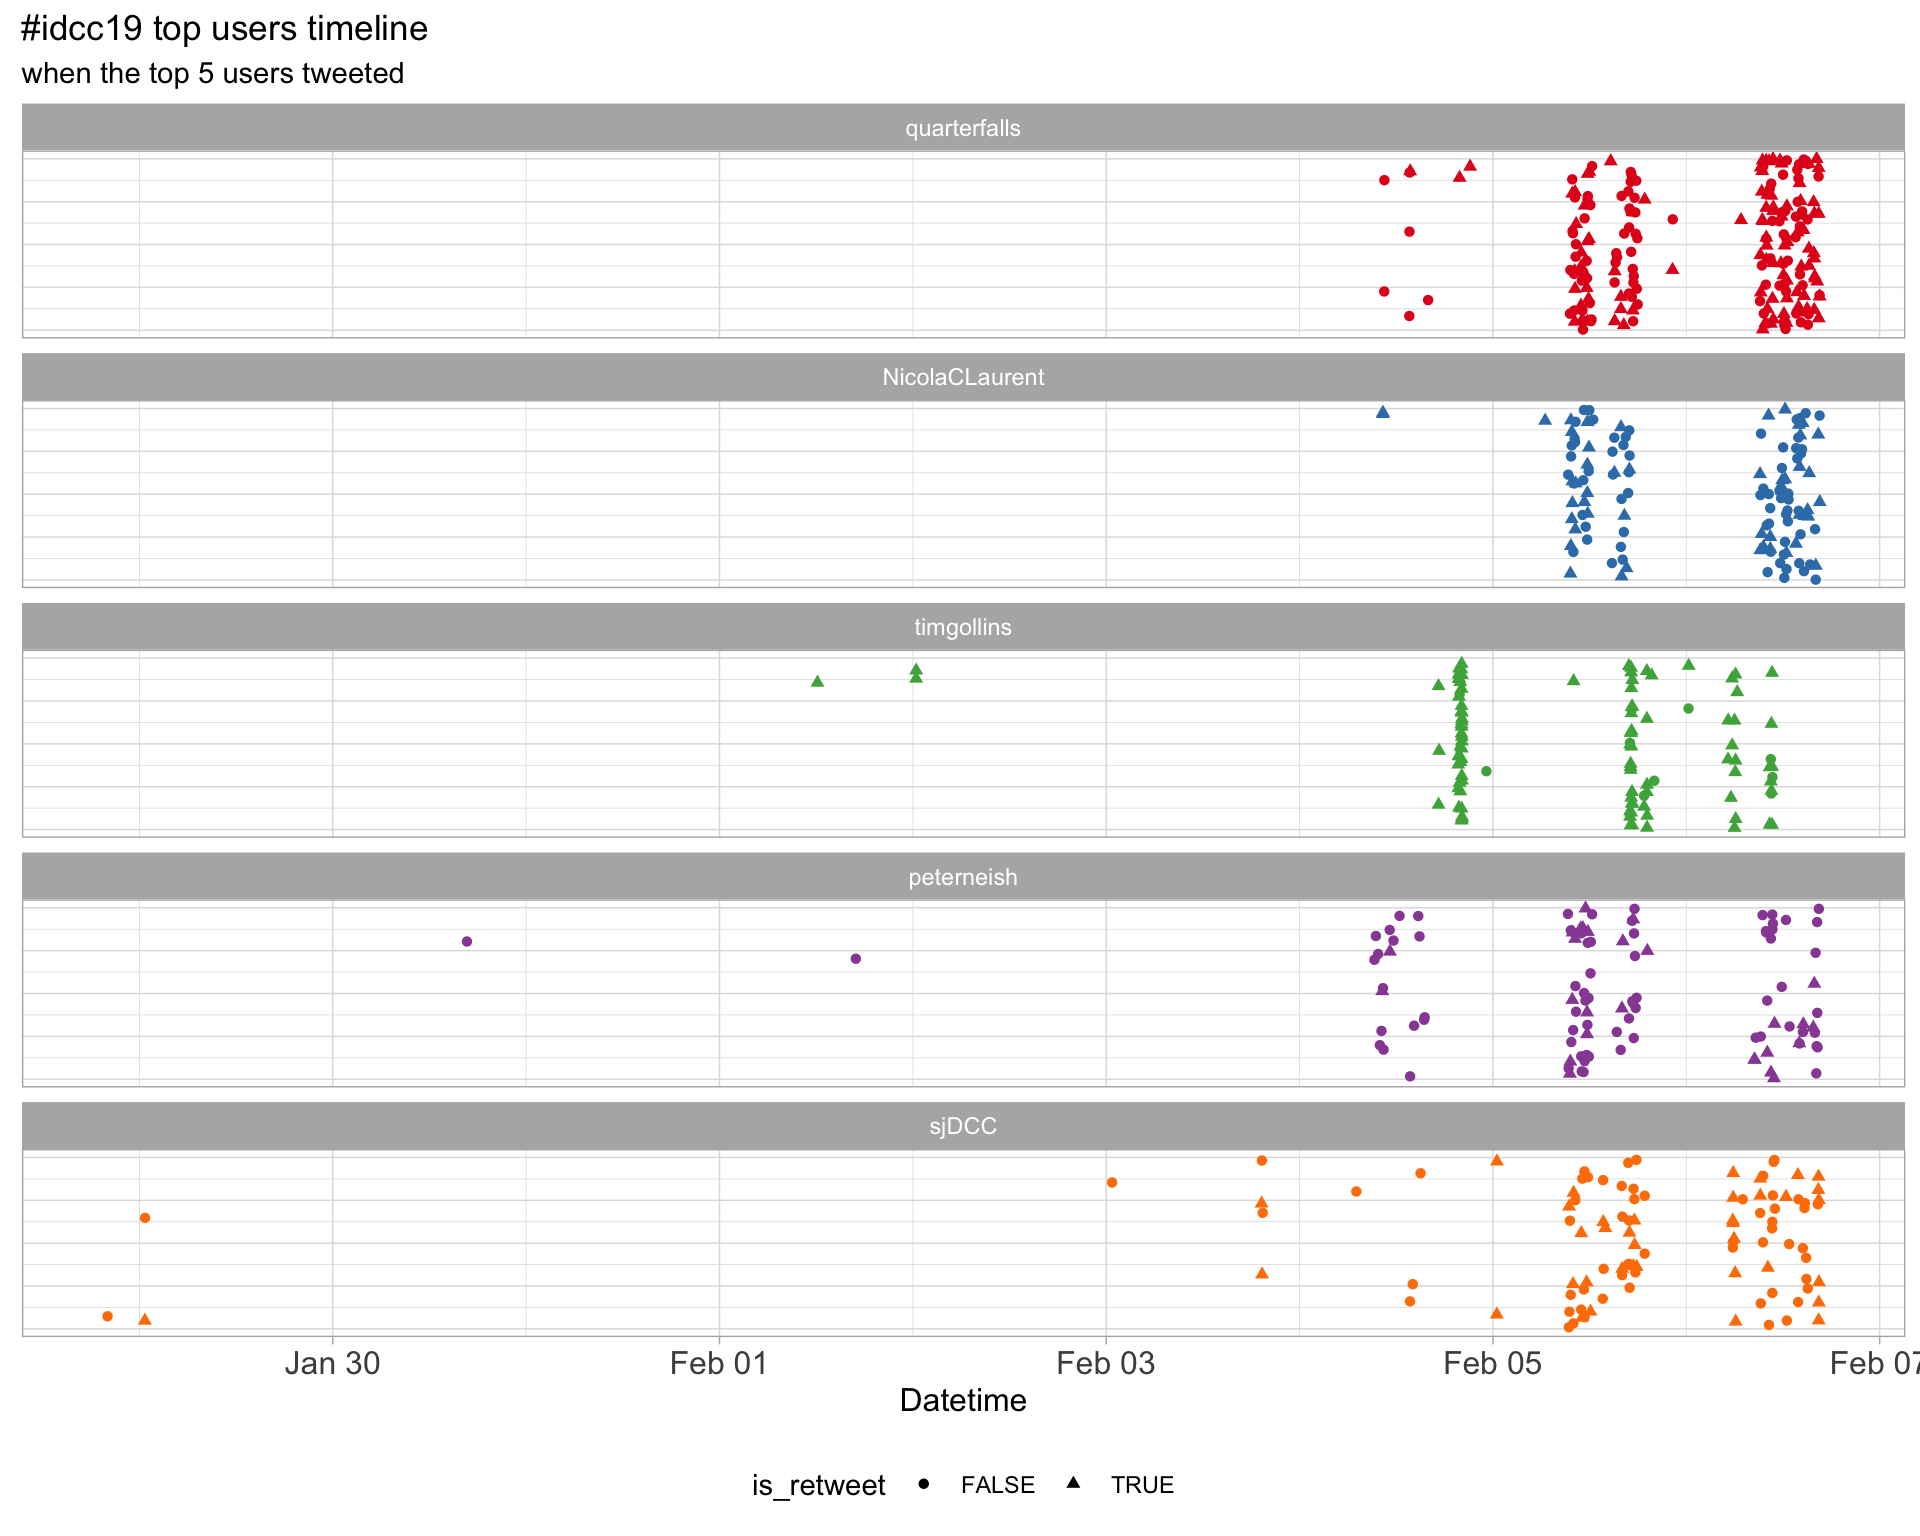 #idcc19 top users timeline
when the top 5 users tweeted
quarterfalls
NicolaCLaurent
timgollins
peterneish
sjDCC
Jan 30 Feb 01 Feb 03 Feb 05 Feb 07
Datetime
is_retweet FALSE TRUE